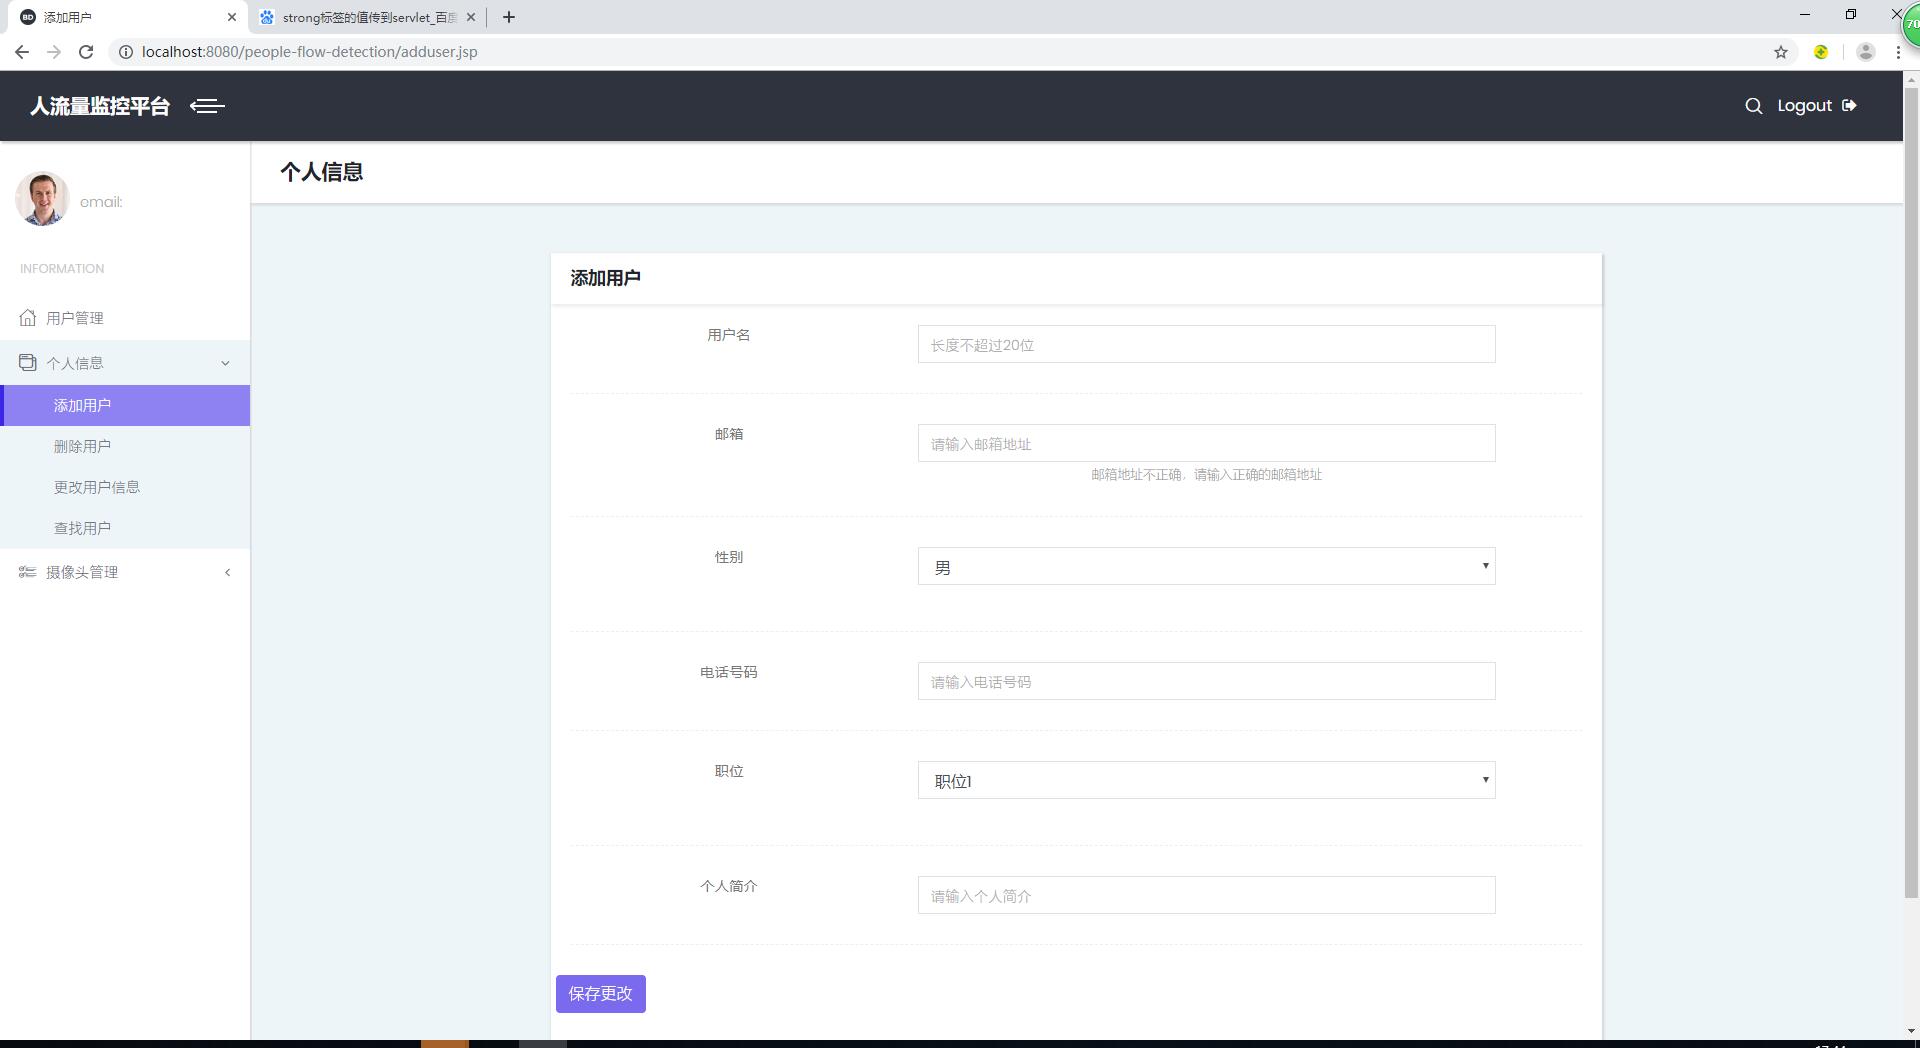 添加用户
strong标签的值传到servlet_百度
localhost:8080/people-flow-detection/adduser.jsp
70
人流量监控平台
Logout
个人信息
email:
INFORMATION
用户管理
个人信息
添加用户
删除用户
更改用户信息
查找用户
摄像头管理
添加用户
用户名
长度不超过20位
邮箱
请输入邮箱地址
邮箱地址不正确，请输入正确的邮箱地址
性别
男
电话号码
请输入电话号码
职位
职位1
个人简介
请输入个人简介
保存更改